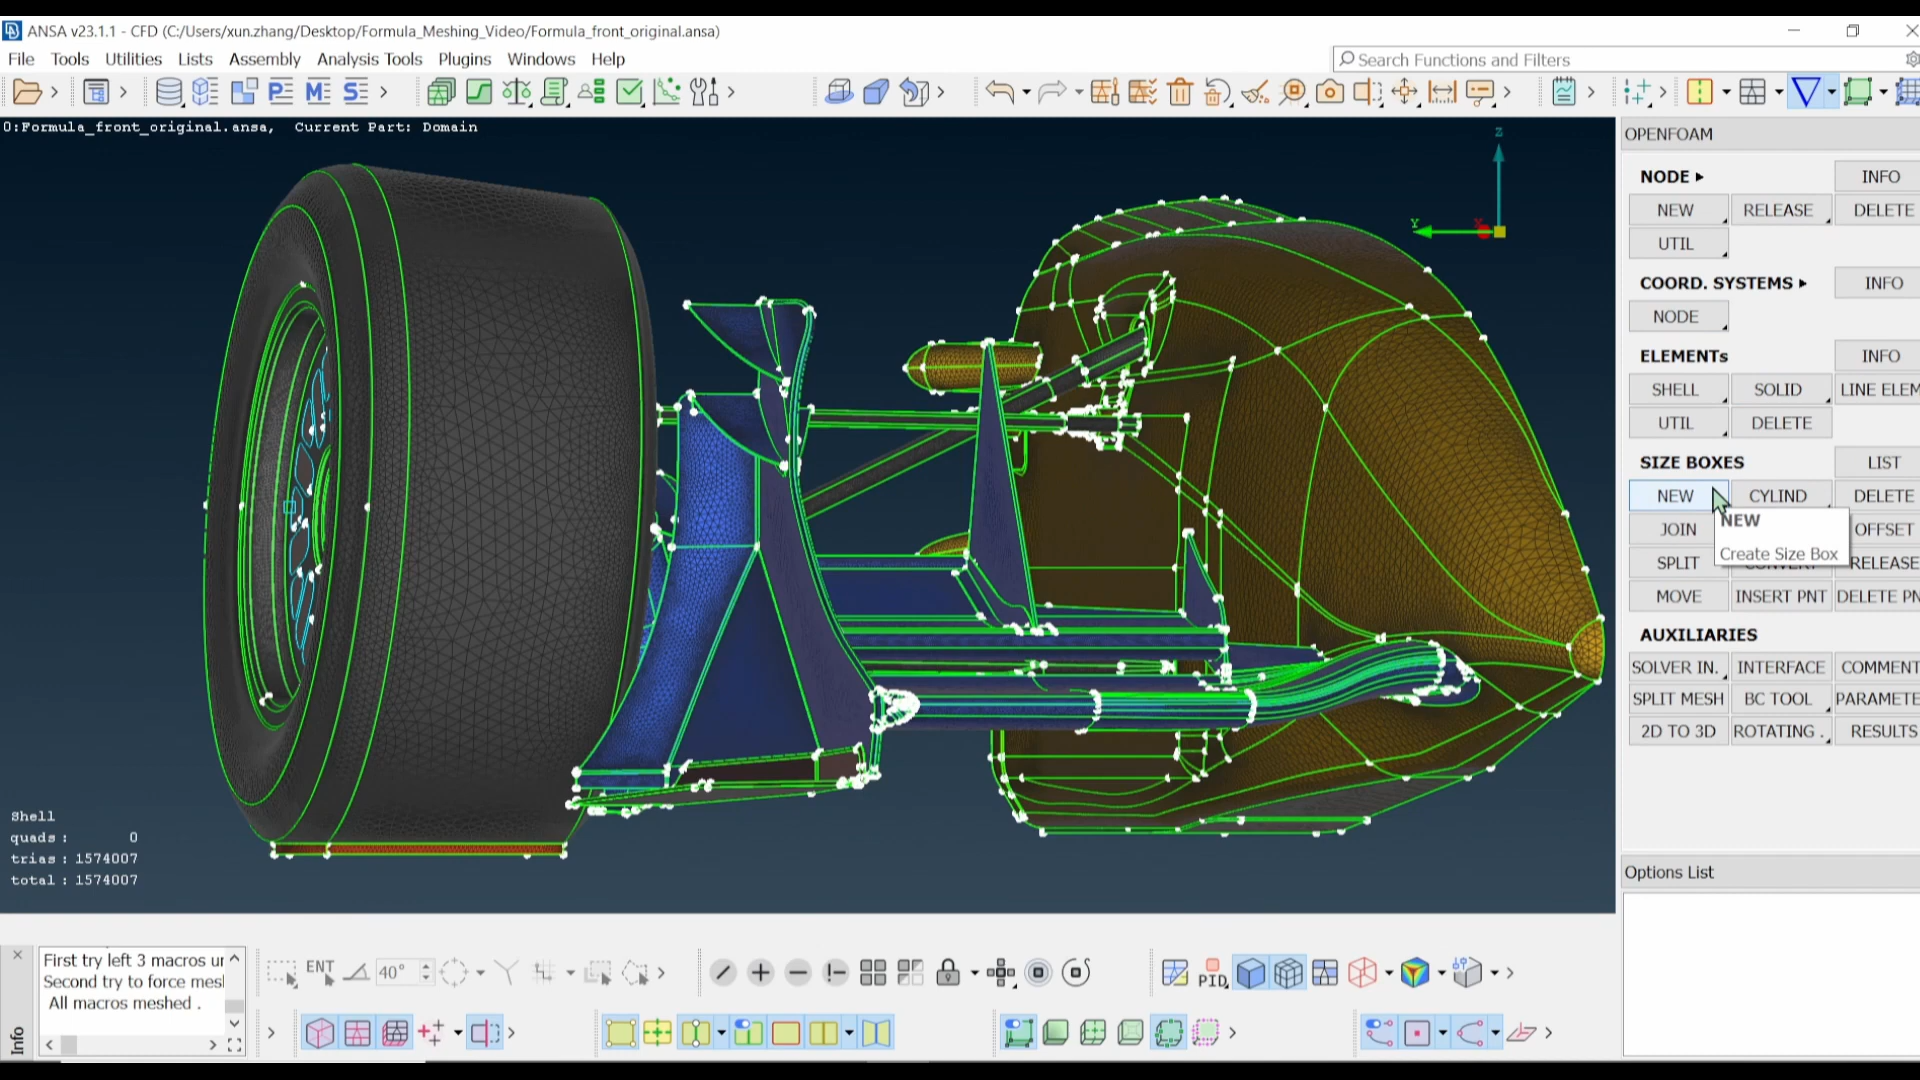 ANSA v23.1.1 - CFD (C:/Users/xun.zhang/Desktop/Formula_Meshing_Video/Formula_front_original.ansa)
File Tools Utilities Lists Assembly Analysis Tools Plugins Windows Help
Search Functions and Filters
P M S
0:Formula_front_original.ansa, Current Part: Domain
Z
Y
X
OPENFOAM
NODE INFO
NEW RELEASE DELETE
UTIL
COORD. SYSTEMS INFO
NODE
ELEMENTs INFO
SHELL SOLID LINE ELEM
UTIL DELETE
SIZE BOXES LIST
NEW CYLIND DELETE
JOIN NEW OFFSET
Create Size Box
SPLIT CONVERT RELEASE
MOVE INSERT PNT DELETE PN
AUXILIARIES
SOLVER IN. INTERFACE COMMENT
SPLIT MESH BC TOOL PARAMETE
2D TO 3D ROTATING . RESULTS
Shell
quads : 0
trias : 1574007
total : 1574007
Options List
Info
First try left 3 macros ur
Second try to force mesl
All macros meshed .
ENT 40°
PID